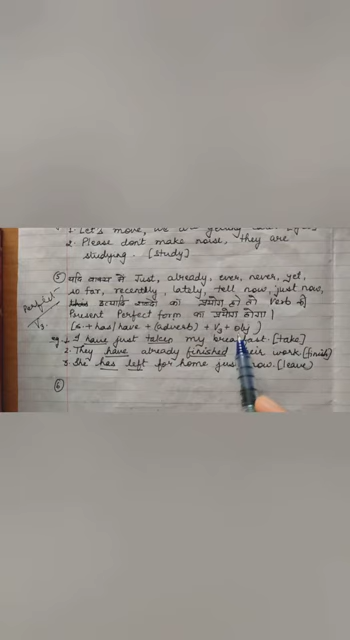 1. Let's move, we are getting
2. Please dont make noise, they are
studying. [Study]
⑤ यदि वाक्य में Just, already, ever, never, yet,
Perfect
so far, recently, lately, tell now, just now,
V3.
इत्यादि शब्दों का प्रयोग हो तो Verb की
Present Perfect form का प्रयोग होगा।
[S. + has/have + (adverb) + V3 + obj ]
eg. 1. I have just taken my breakfast. [take]
2. They have already finished their work [finish]
3. She has left for home just now. [leave]
⑥